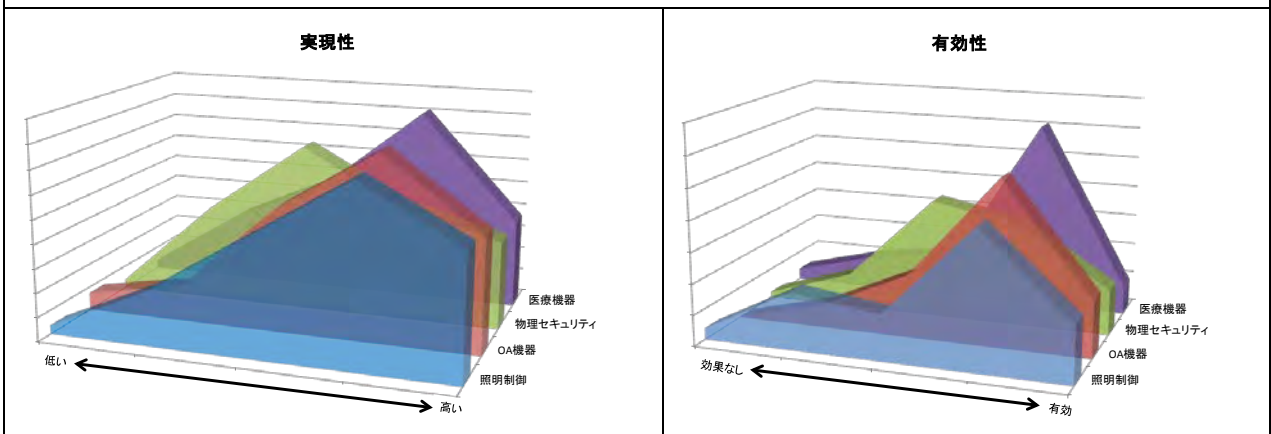 実現性
医療機器
物理セキュリティ
OA機器
照明制御
低い
高い
有効性
医療機器
物理セキュリティ
OA機器
照明制御
効果なし
有効